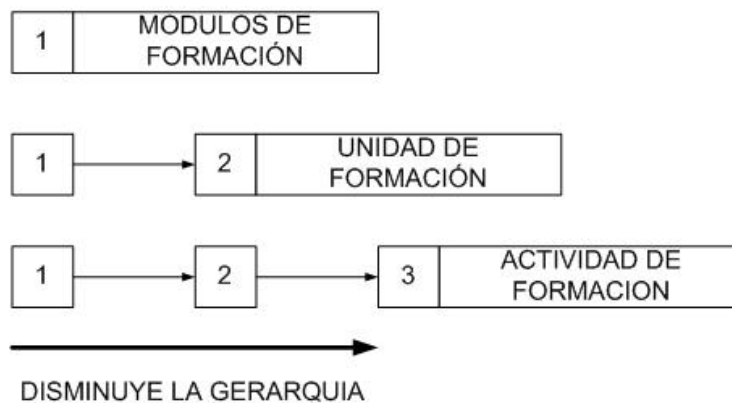 1 MODULOS DE
FORMACIÓN
1 2 UNIDAD DE
FORMACIÓN
1 2 3 ACTIVIDAD DE
FORMACION
DISMINUYE LA GERARQUIA